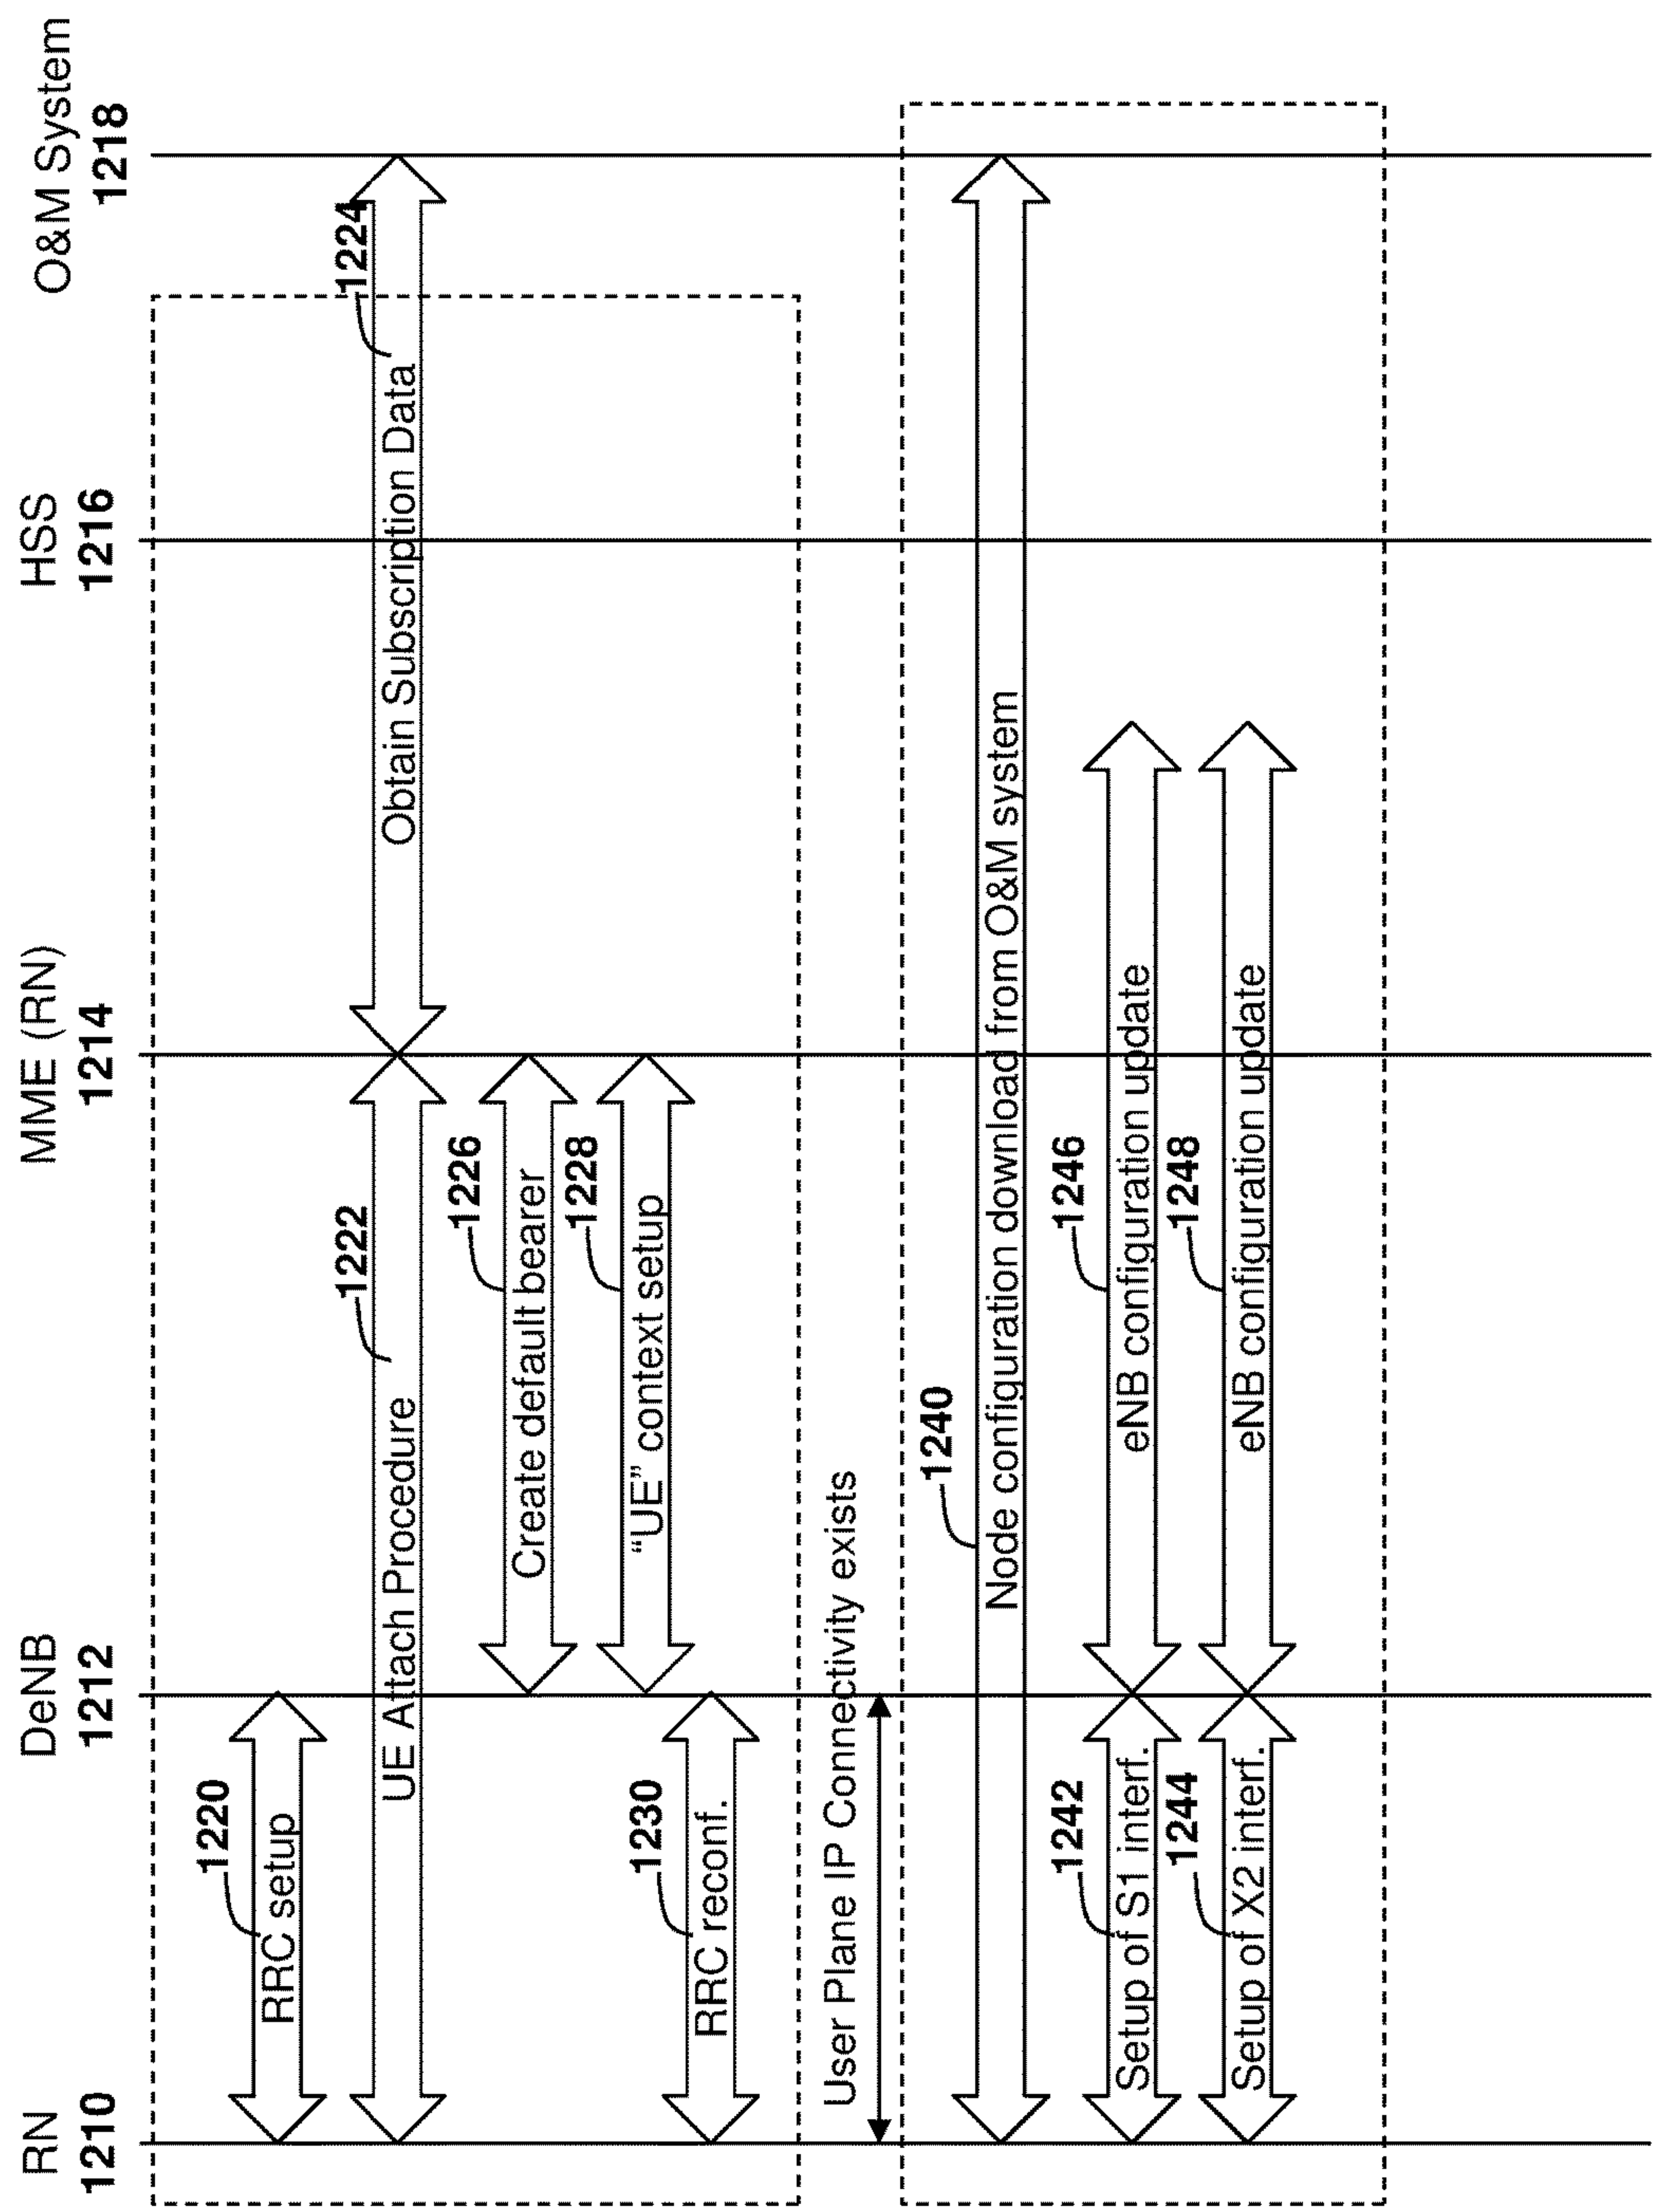 RN
1210
DeNB
1212
MME (RN)
1214
HSS
1216
O&M System
1218
1220
RRC setup
1222
UE Attach Procedure
1224
Obtain Subscription Data
1226
Create default bearer
1228
“UE” context setup
1230
RRC reconf.
User Plane IP Connectivity exists
1240
Node configuration download from O&M system
1242
Setup of S1 interf.
1246
eNB configuration update
1244
Setup of X2 interf.
1248
eNB configuration update